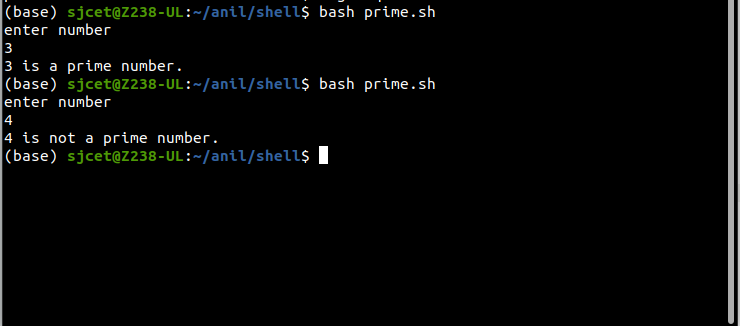 (base) sjcet@Z238-UL:~/anil/shell$ bash prime.sh
enter number
3
3 is a prime number.
(base) sjcet@Z238-UL:~/anil/shell$ bash prime.sh
enter number
4
4 is not a prime number.
(base) sjcet@Z238-UL:~/anil/shell$